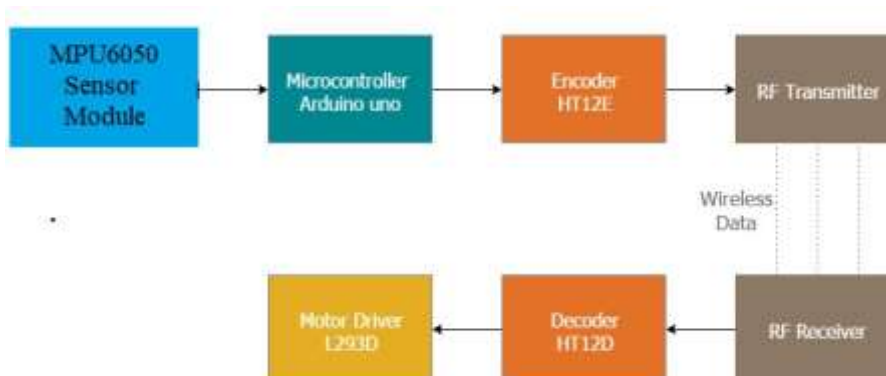 MPU6050
Sensor
Module
Microcontroller
Arduino uno
Encoder
HT12E
RF Transmitter
Wireless
Data
Motor Driver
L293D
Decoder
HT12D
RF Receiver